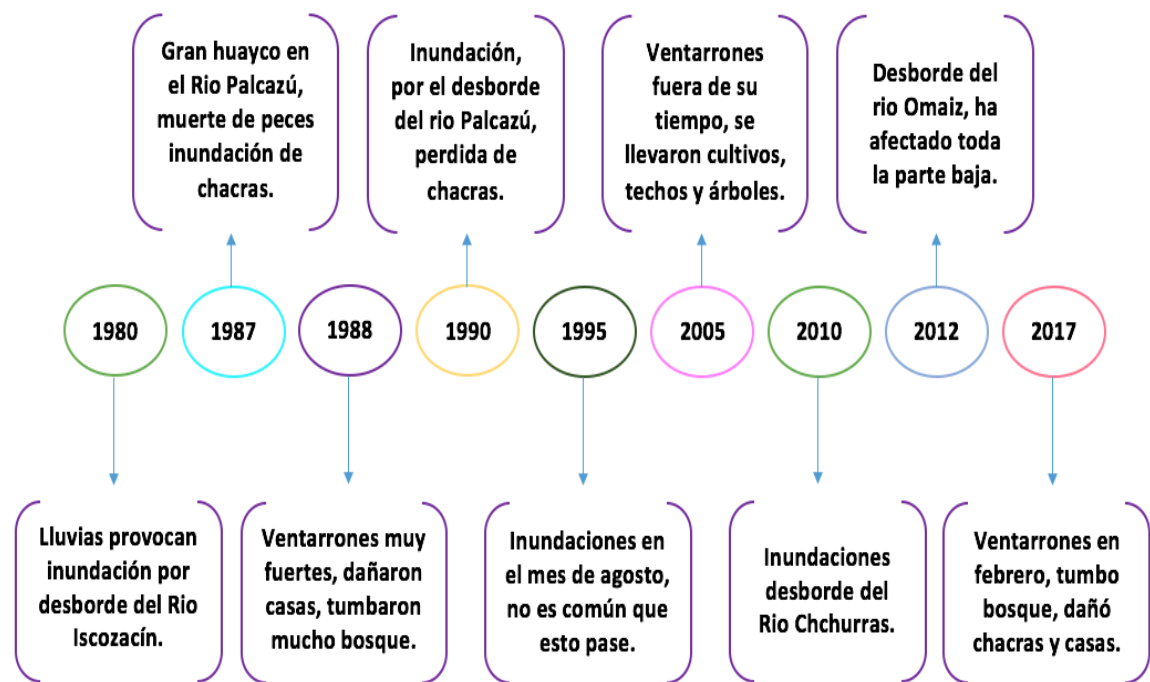 Gran huayco en
el Rio Palcazú,
muerte de peces
inundación de
chacras.
Inundación,
por el desborde
del rio Palcazú,
perdida de
chacras.
Ventarrones
fuera de su
tiempo, se
llevaron cultivos,
techos y árboles.
Desborde del
rio Omaiz, ha
afectado toda
la parte baja.
1980
1987
1988
1990
1995
2005
2010
2012
2017
Lluvias provocan
inundación por
desborde del Rio
Iscozacín.
Ventarrones muy
fuertes, dañaron
casas, tumbaron
mucho bosque.
Inundaciones en
el mes de agosto,
no es común que
esto pase.
Inundaciones
desborde del
Rio Chchurras.
Ventarrones en
febrero, tumbo
bosque, dañó
chacras y casas.